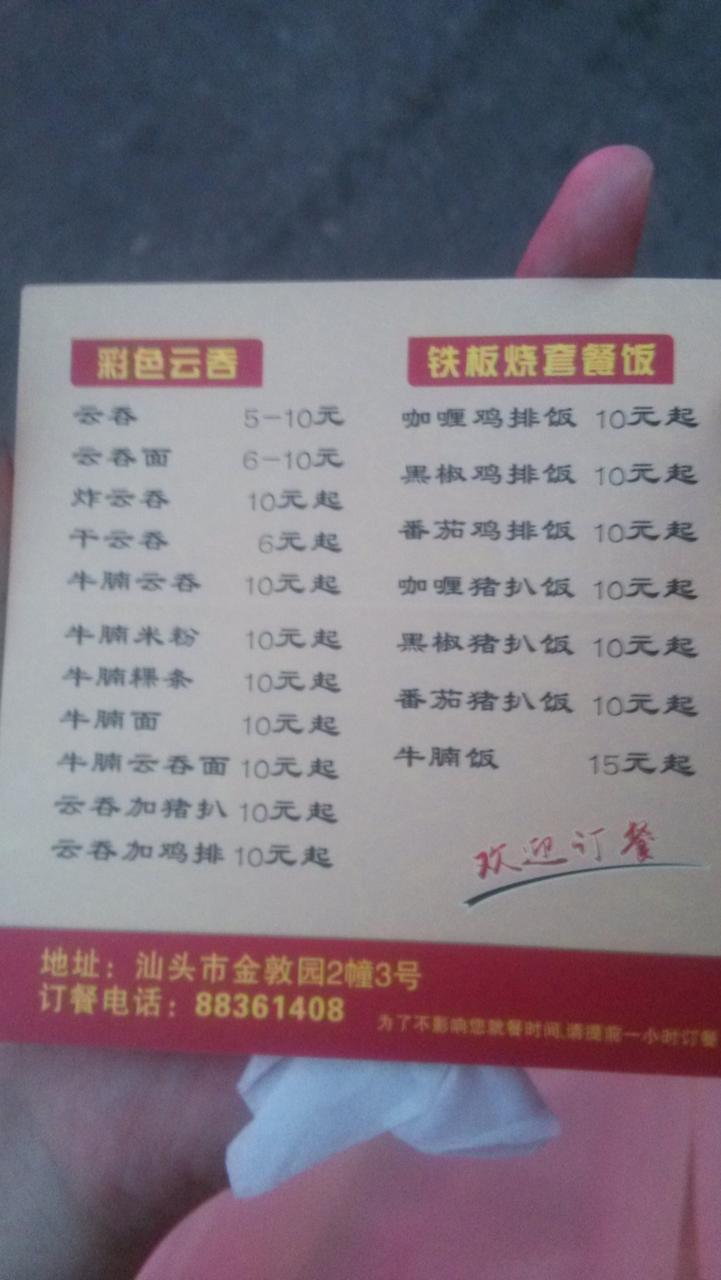 彩色云吞
云吞 5-10元
云吞面 6-10元
炸云吞 10元起
干云吞 6元起
牛腩云吞 10元起
牛腩米粉 10元起
牛腩粿条 10元起
牛腩面 10元起
牛腩云吞面 10元起
云吞加猪扒 10元起
云吞加鸡排 10元起
铁板烧套餐饭
咖喱鸡排饭 10元起
黑椒鸡排饭 10元起
番茄鸡排饭 10元起
咖喱猪扒饭 10元起
黑椒猪扒饭 10元起
番茄猪扒饭 10元起
牛腩饭 15元起
欢迎订餐
地址：汕头市金敦园2幢3号
订餐电话：88361408
为了不影响您就餐时间,请提前一小时订餐